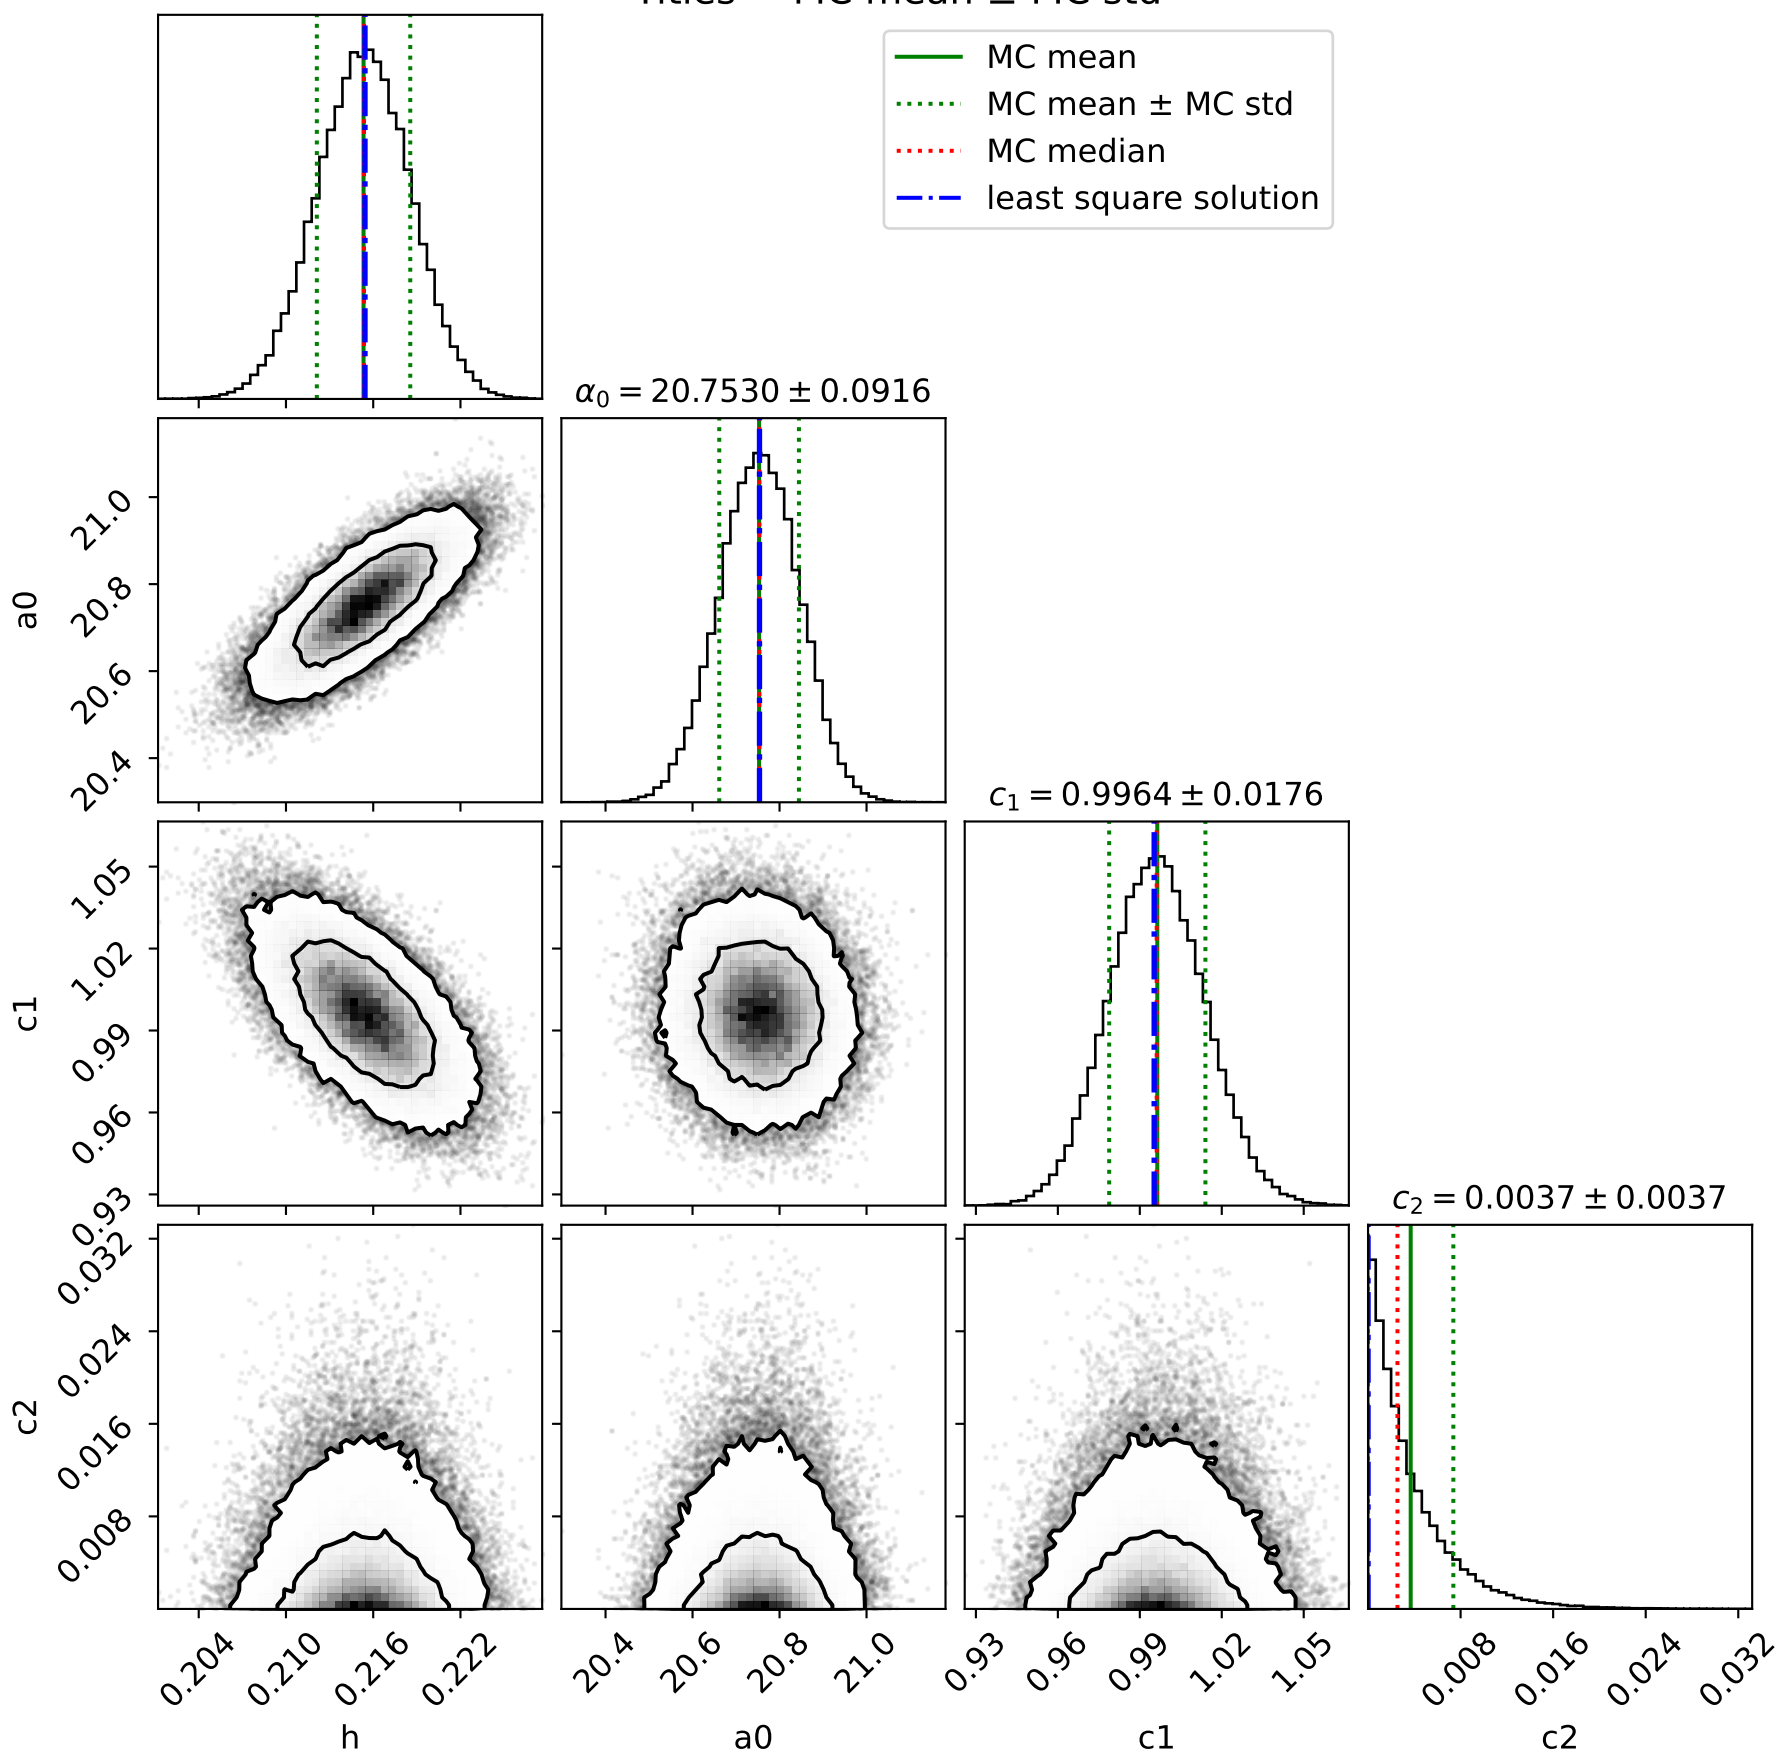 MC mean ± MC std
MC mean
MC mean ± MC std
MC median
least square solution
α₀ = 20.7530 ± 0.0916
a0
21.0
20.8
20.6
20.4
c₁ = 0.9964 ± 0.0176
c1
1.05
1.02
0.99
0.96
0.93
c₂ = 0.0037 ± 0.0037
c2
0.032
0.024
0.016
0.008
0.204 0.210 0.216 0.222 20.4 20.6 20.8 21.0 0.93 0.96 0.99 1.02 1.05 0.008 0.016 0.024 0.032
h a0 c1 c2